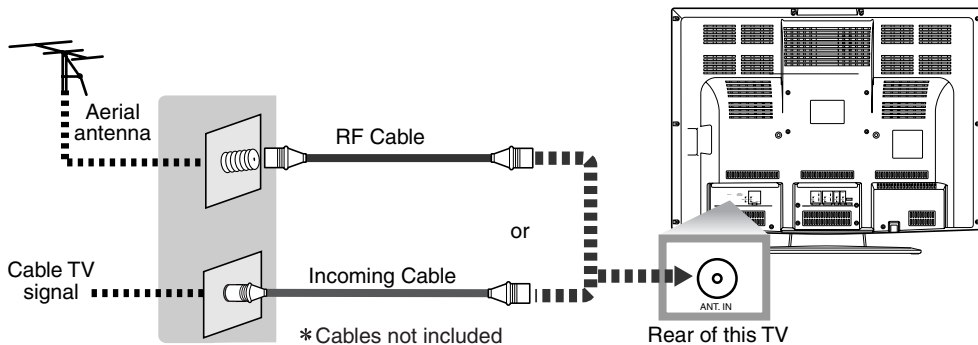 Aerial
antenna
RF Cable
or
Cable TV
signal
Incoming Cable
ANT. IN
*Cables not included
Rear of this TV